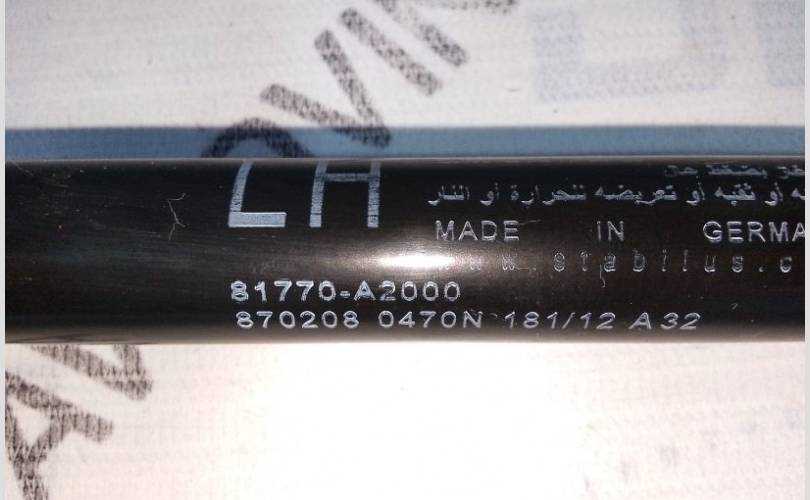 LH
أو ثقبه أو تعريضه للحرارة أو النار
MADE IN GERMA
www.stabilus.c
81770-A2000
870208 0470N 181/12 A32